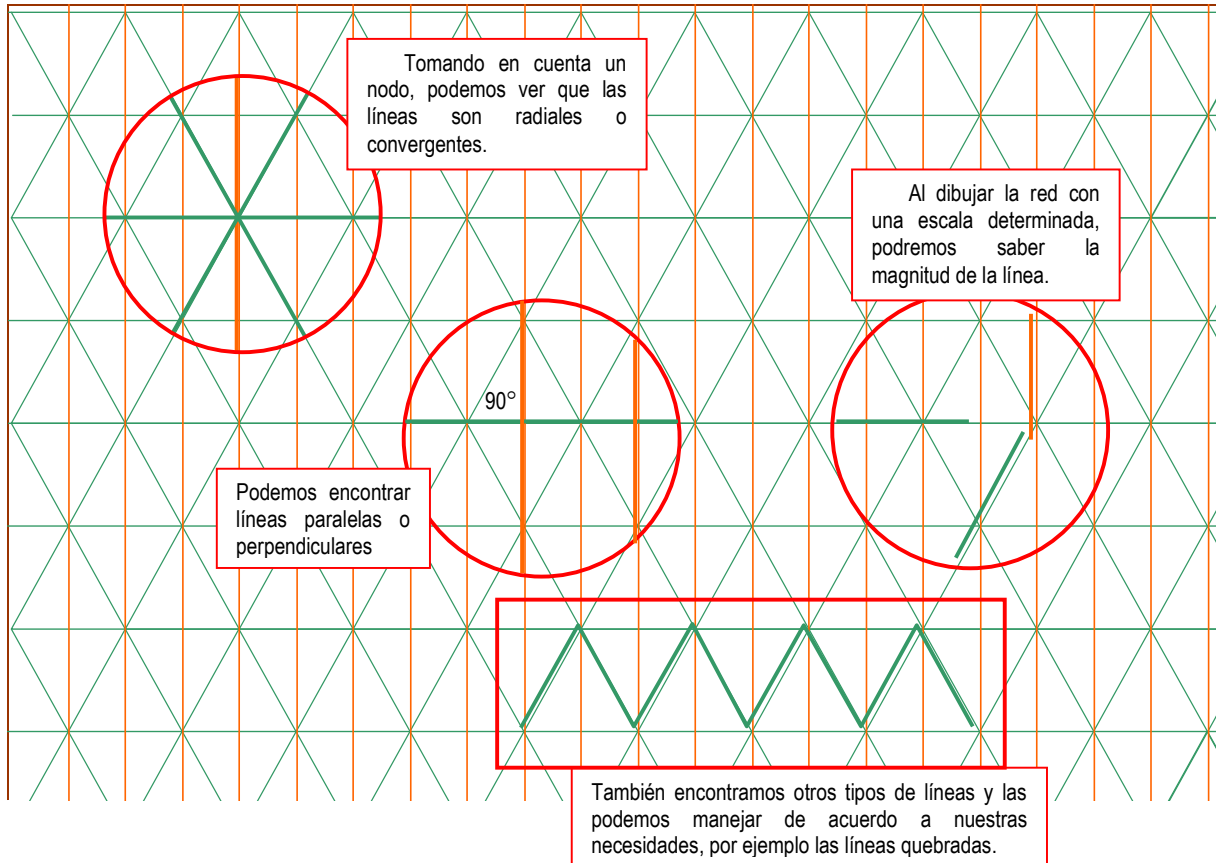 Tomando en cuenta un
nodo, podemos ver que las
líneas son radiales o
convergentes.
Al dibujar la red con
una escala determinada,
podremos saber la
magnitud de la línea.
90°
Podemos encontrar
líneas paralelas o
perpendiculares
También encontramos otros tipos de líneas y las
podemos manejar de acuerdo a nuestras
necesidades, por ejemplo las líneas quebradas.